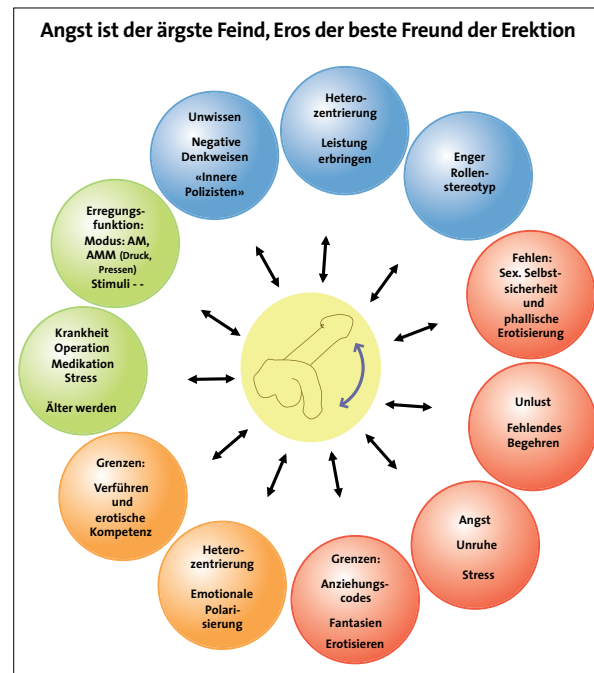 Angst ist der ärgste Feind, Eros der beste Freund der Erektion
Unwissen
Negative
Denkweisen
«Innere
Polizisten»
Hetero-
zentrierung
Leistung
erbringen
Enger
Rollen-
stereotyp
Fehlen:
Sex. Selbst-
sicherheit
und
phallische
Erotisierung
Unlust
Fehlendes
Begehren
Angst
Unruhe
Stress
Grenzen:
Anziehungs-
codes
Fantasien
Erotisieren
Hetero-
zentrierung
Emotionale
Polari-
sierung
Grenzen:
Verführen
und
erotische
Kompetenz
Krankheit
Operation
Medikation
Stress
Älter werden
Erregungs-
funktion:
Modus: AM,
AMM (Druck,
Pressen)
Stimuli - -